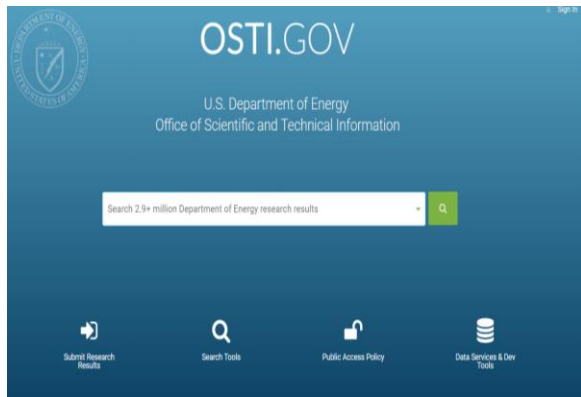 Sign In
OSTI.GOV
U.S. Department of Energy
Office of Scientific and Technical Information
Search 2.9+ million Department of Energy research results
Submit Research
Results
Search Tools
Public Access Policy
Data Services & Dev
Tools